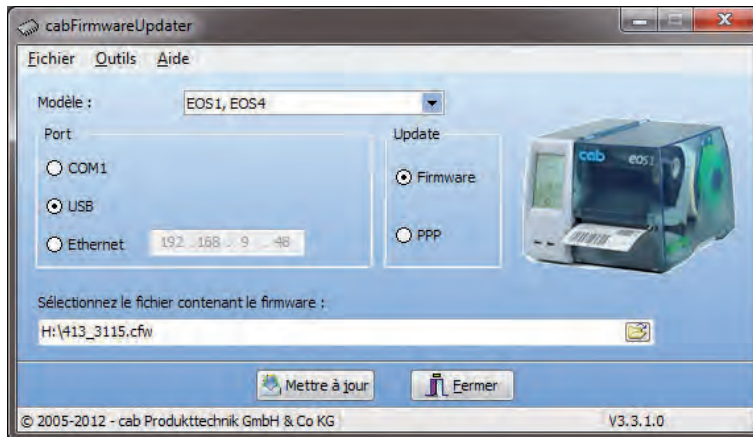 cabFirmwareUpdater
Fichier Outils Aide
Modèle : EOS1, EOS4
Port
COM1
USB
Ethernet 192 .168 . 9 . 48
Update
Firmware
PPP
cab eos1
Sélectionnez le fichier contenant le firmware :
H:\413_3115.cfw
Mettre à jour Fermer
© 2005-2012 - cab Produkttechnik GmbH & Co KG V3.3.1.0